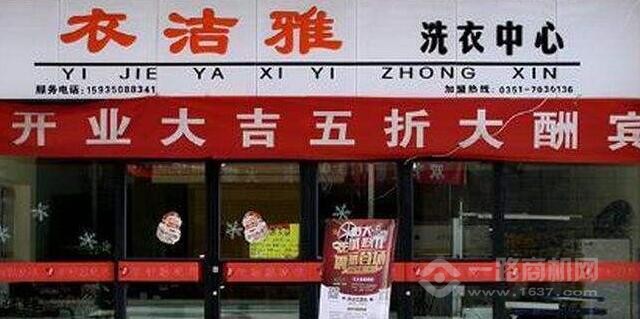 衣洁雅 洗衣中心
YI JIE YA XI YI ZHONG XIN
服务电话：15935088341 加盟热线：0351-7030136
开业大吉五折大酬宾
一路商机网
www.1637.com